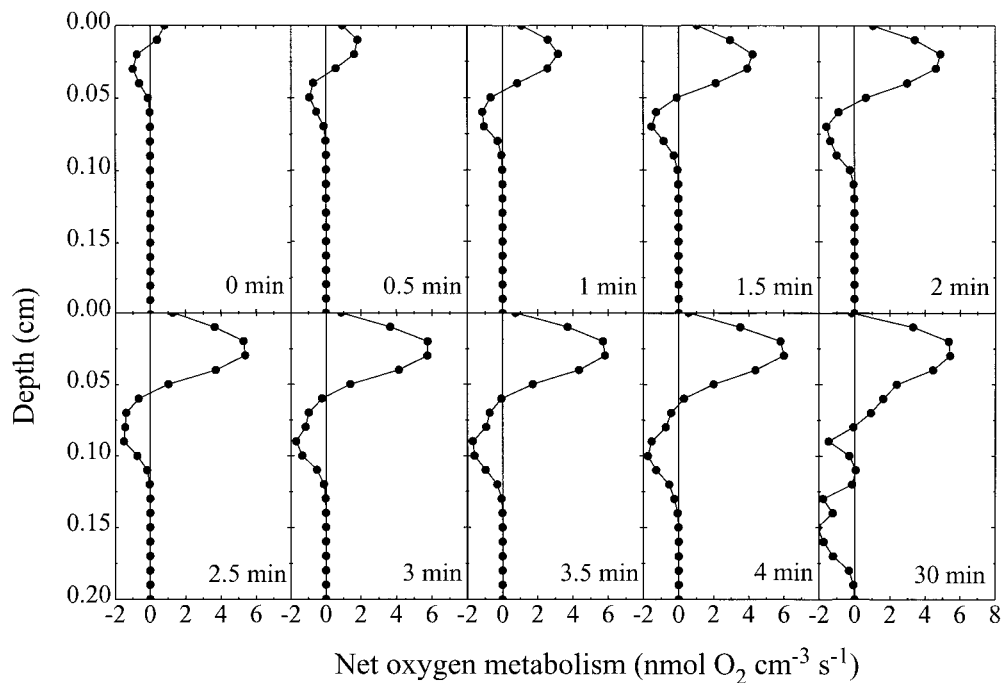 0.00
0.05
0.10
0.15
0 min
0.5 min
1 min
1.5 min
2 min
Depth (cm)
0.00
0.05
0.10
0.15
0.20
2.5 min
3 min
3.5 min
4 min
30 min
-2 0 2 4 6 -2 0 2 4 6 -2 0 2 4 6 -2 0 2 4 6 -2 0 2 4 6 8
Net oxygen metabolism (nmol O₂ cm⁻³ s⁻¹)